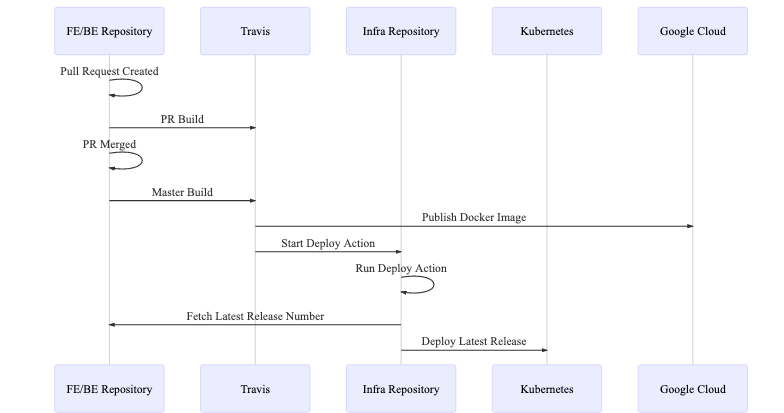 FE/BE Repository
Travis
Infra Repository
Kubernetes
Google Cloud
Pull Request Created
PR Build
PR Merged
Master Build
Publish Docker Image
Start Deploy Action
Run Deploy Action
Fetch Latest Release Number
Deploy Latest Release
FE/BE Repository
Travis
Infra Repository
Kubernetes
Google Cloud